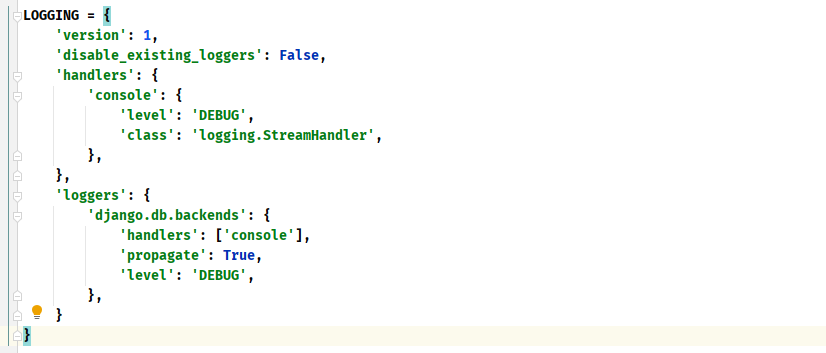 LOGGING = {
    'version': 1,
    'disable_existing_loggers': False,
    'handlers': {
        'console': {
            'level': 'DEBUG',
            'class': 'logging.StreamHandler',
        },
    },
    'loggers': {
        'django.db.backends': {
            'handlers': ['console'],
            'propagate': True,
            'level': 'DEBUG',
        },
    }
}